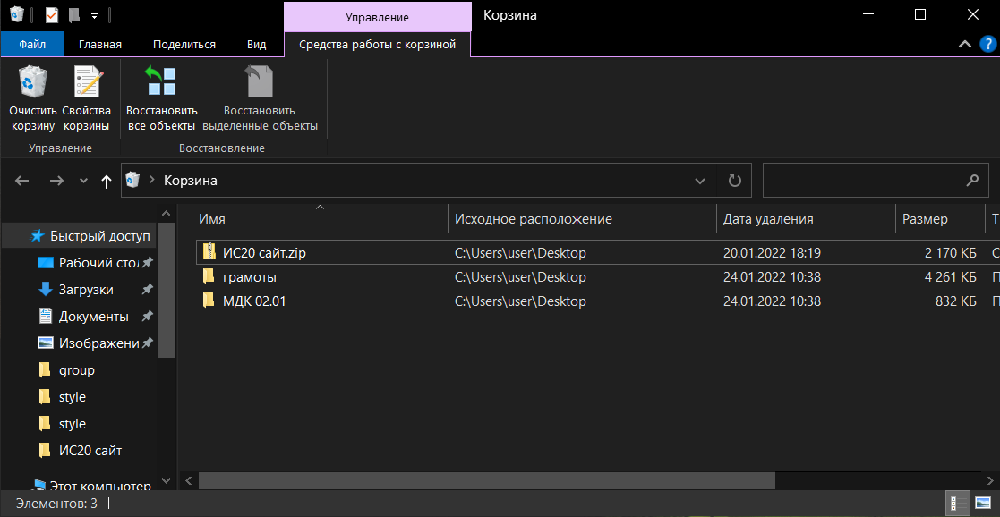 Управление
Корзина
Файл
Главная
Поделиться
Вид
Средства работы с корзиной
?
Очистить корзину
Свойства корзины
Управление
Восстановить все объекты
Восстановить выделенные объекты
Восстановление
Корзина
Имя
Исходное расположение
Дата удаления
Размер
Т
ИС20 сайт.zip
C:\Users\user\Desktop
20.01.2022 18:19
2 170 КБ
С
грамоты
C:\Users\user\Desktop
24.01.2022 10:38
4 261 КБ
П
МДК 02.01
C:\Users\user\Desktop
24.01.2022 10:38
832 КБ
П
Быстрый доступ
Рабочий стол
Загрузки
Документы
Изображени
group
style
style
ИС20 сайт
Этот компьютер
Элементов: 3